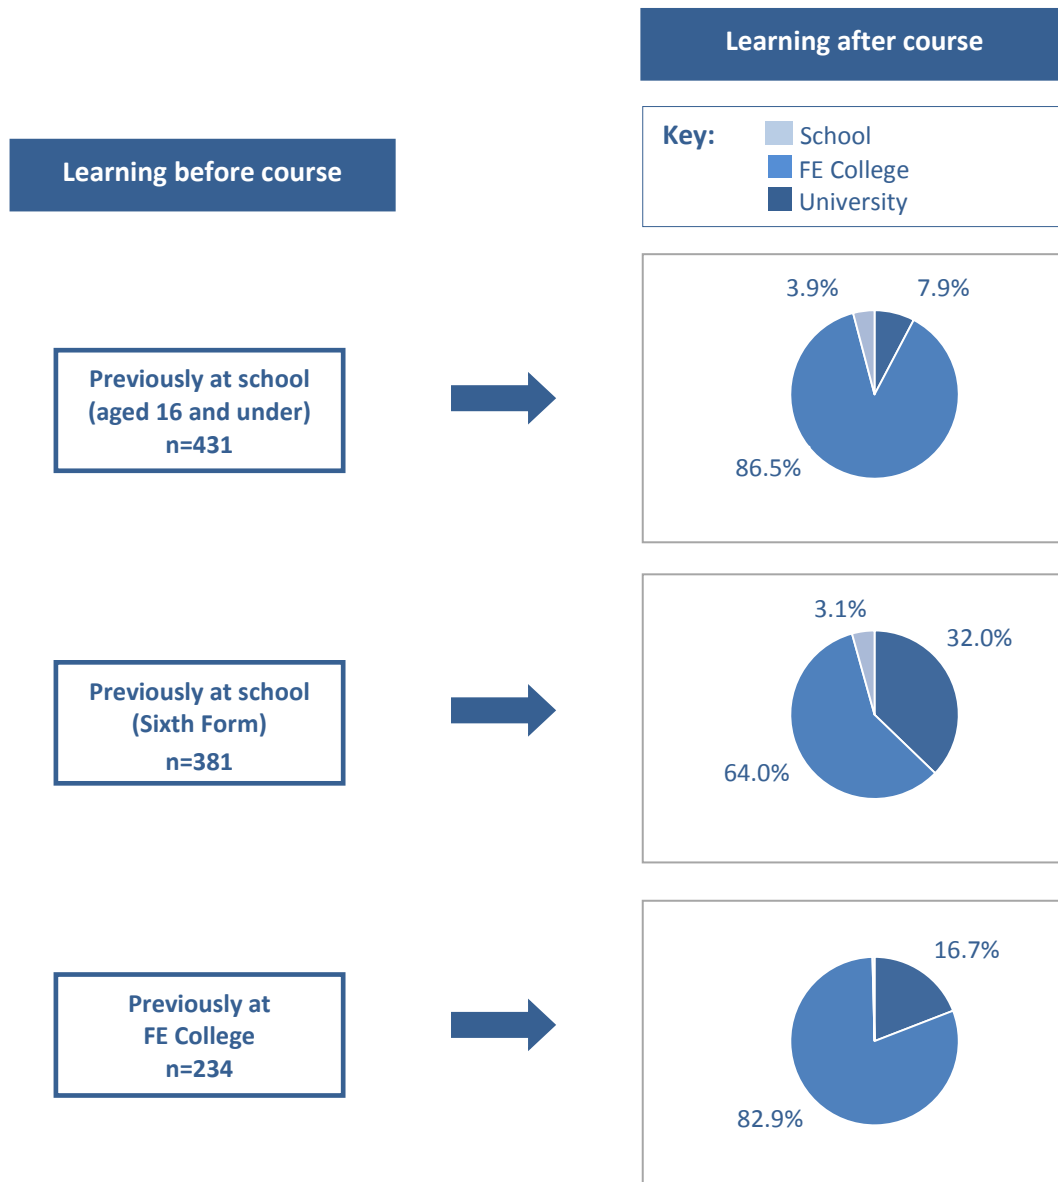 Learning after course
Key:
School
FE College
University
Learning before course
Previously at school
(aged 16 and under)
n=431
3.9%
7.9%
86.5%
Previously at school
(Sixth Form)
n=381
3.1%
32.0%
64.0%
Previously at
FE College
n=234
16.7%
82.9%